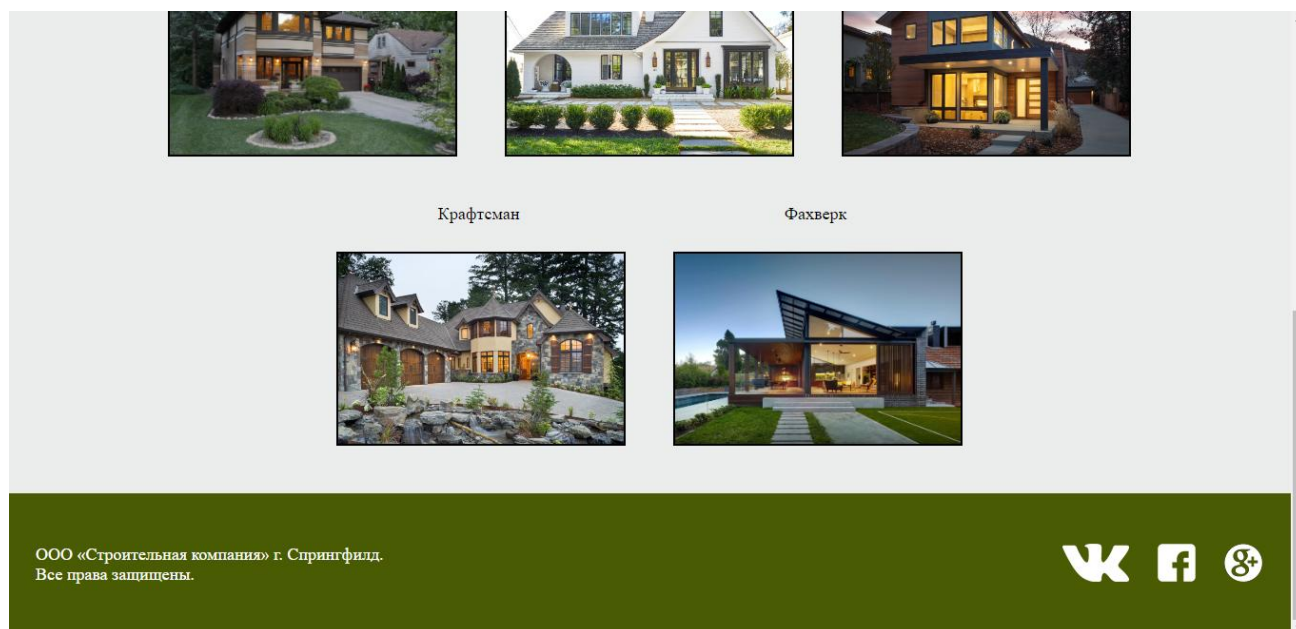 Крафтсман
Фахверк
ООО «Строительная компания» г. Спрингфилд.
Все права защищены.